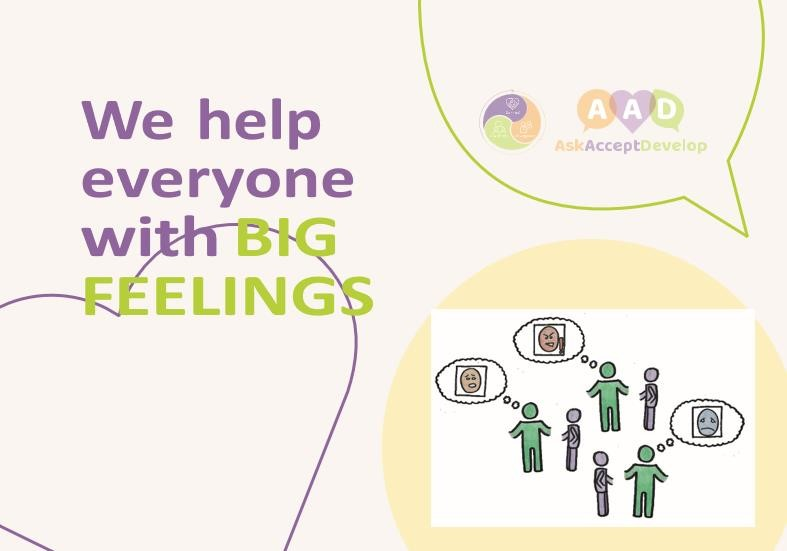 We help
everyone
with BIG
FEELINGS
AAD
AskAcceptDevelop